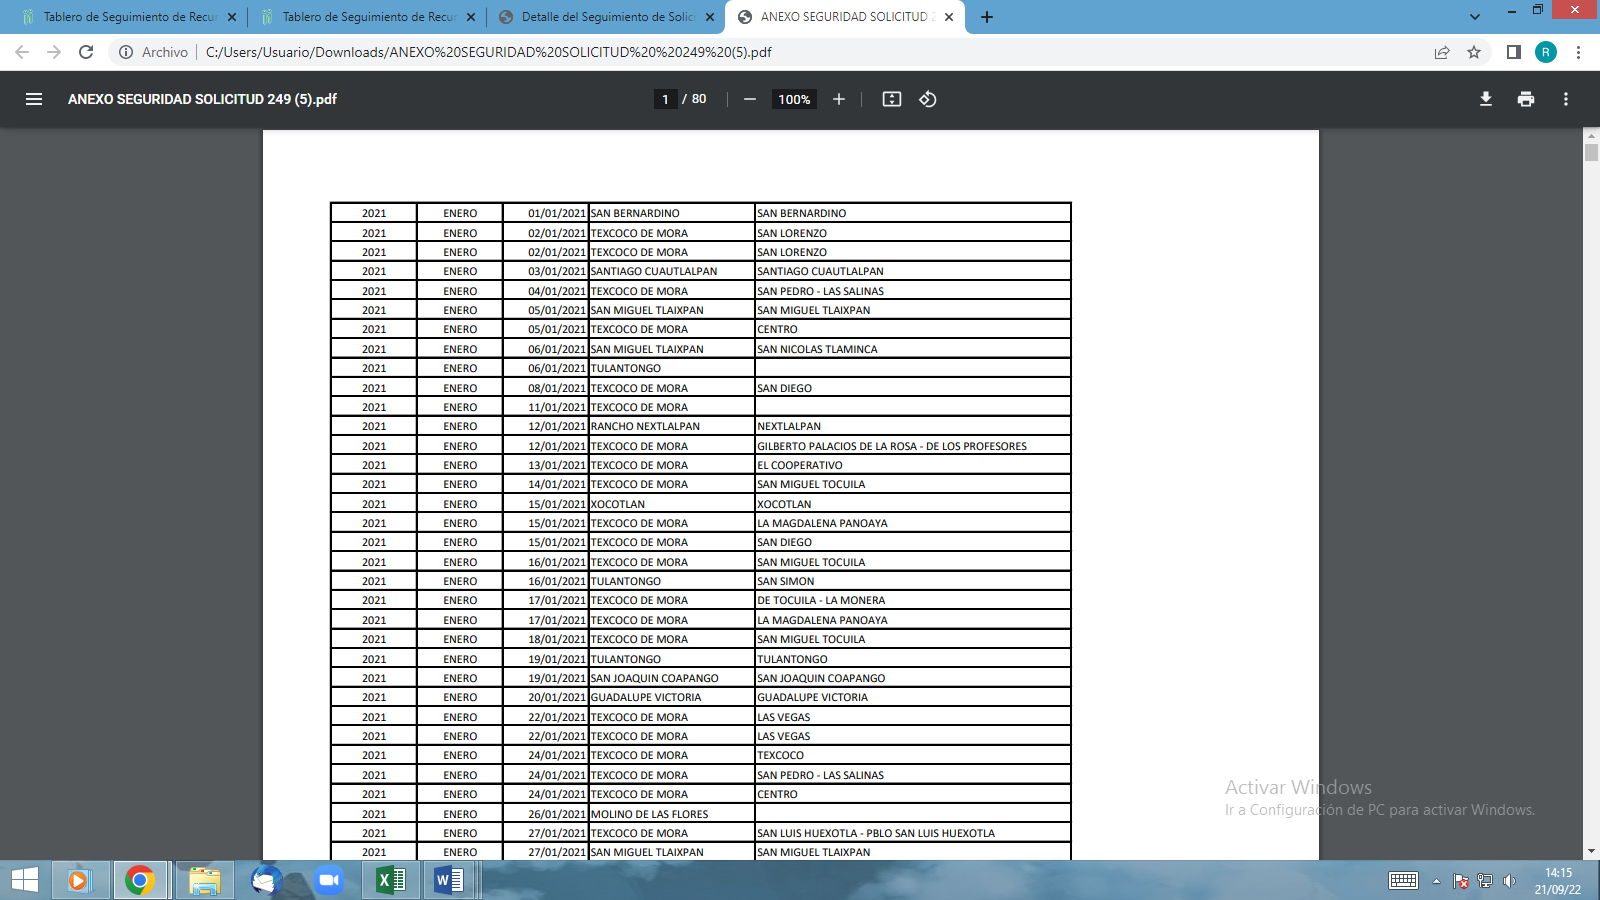 Tablero de Seguimiento de Recur
Tablero de Seguimiento de Recur
Detalle del Seguimiento de Solici
ANEXO SEGURIDAD SOLICITUD 2
Archivo
C:/Users/Usuario/Downloads/ANEXO%20SEGURIDAD%20SOLICITUD%20%20249%20(5).pdf
R
ANEXO SEGURIDAD SOLICITUD 249 (5).pdf
1 / 80
100%
2021 ENERO 01/01/2021 SAN BERNARDINO SAN BERNARDINO
2021 ENERO 02/01/2021 TEXCOCO DE MORA SAN LORENZO
2021 ENERO 02/01/2021 TEXCOCO DE MORA SAN LORENZO
2021 ENERO 03/01/2021 SANTIAGO CUAUTLALPAN SANTIAGO CUAUTLALPAN
2021 ENERO 04/01/2021 TEXCOCO DE MORA SAN PEDRO - LAS SALINAS
2021 ENERO 05/01/2021 SAN MIGUEL TLAIXPAN SAN MIGUEL TLAIXPAN
2021 ENERO 05/01/2021 TEXCOCO DE MORA CENTRO
2021 ENERO 06/01/2021 SAN MIGUEL TLAIXPAN SAN NICOLAS TLAMINCA
2021 ENERO 06/01/2021 TULANTONGO
2021 ENERO 08/01/2021 TEXCOCO DE MORA SAN DIEGO
2021 ENERO 11/01/2021 TEXCOCO DE MORA
2021 ENERO 12/01/2021 RANCHO NEXTLALPAN NEXTLALPAN
2021 ENERO 12/01/2021 TEXCOCO DE MORA GILBERTO PALACIOS DE LA ROSA - DE LOS PROFESORES
2021 ENERO 13/01/2021 TEXCOCO DE MORA EL COOPERATIVO
2021 ENERO 14/01/2021 TEXCOCO DE MORA SAN MIGUEL TOCUILA
2021 ENERO 15/01/2021 XOCOTLAN XOCOTLAN
2021 ENERO 15/01/2021 TEXCOCO DE MORA LA MAGDALENA PANOAYA
2021 ENERO 15/01/2021 TEXCOCO DE MORA SAN DIEGO
2021 ENERO 16/01/2021 TEXCOCO DE MORA SAN MIGUEL TOCUILA
2021 ENERO 16/01/2021 TULANTONGO SAN SIMON
2021 ENERO 17/01/2021 TEXCOCO DE MORA DE TOCUILA - LA MONERA
2021 ENERO 17/01/2021 TEXCOCO DE MORA LA MAGDALENA PANOAYA
2021 ENERO 18/01/2021 TEXCOCO DE MORA SAN MIGUEL TOCUILA
2021 ENERO 19/01/2021 TULANTONGO TULANTONGO
2021 ENERO 19/01/2021 SAN JOAQUIN COAPANGO SAN JOAQUIN COAPANGO
2021 ENERO 20/01/2021 GUADALUPE VICTORIA GUADALUPE VICTORIA
2021 ENERO 22/01/2021 TEXCOCO DE MORA LAS VEGAS
2021 ENERO 22/01/2021 TEXCOCO DE MORA LAS VEGAS
2021 ENERO 24/01/2021 TEXCOCO DE MORA TEXCOCO
2021 ENERO 24/01/2021 TEXCOCO DE MORA SAN PEDRO - LAS SALINAS
2021 ENERO 24/01/2021 TEXCOCO DE MORA CENTRO
2021 ENERO 26/01/2021 MOLINO DE LAS FLORES
2021 ENERO 27/01/2021 TEXCOCO DE MORA SAN LUIS HUEXOTLA - PBLO SAN LUIS HUEXOTLA
2021 ENERO 27/01/2021 SAN MIGUEL TLAIXPAN SAN MIGUEL TLAIXPAN
Activar Windows
Ir a Configuración de PC para activar Windows.
14:15
21/09/22